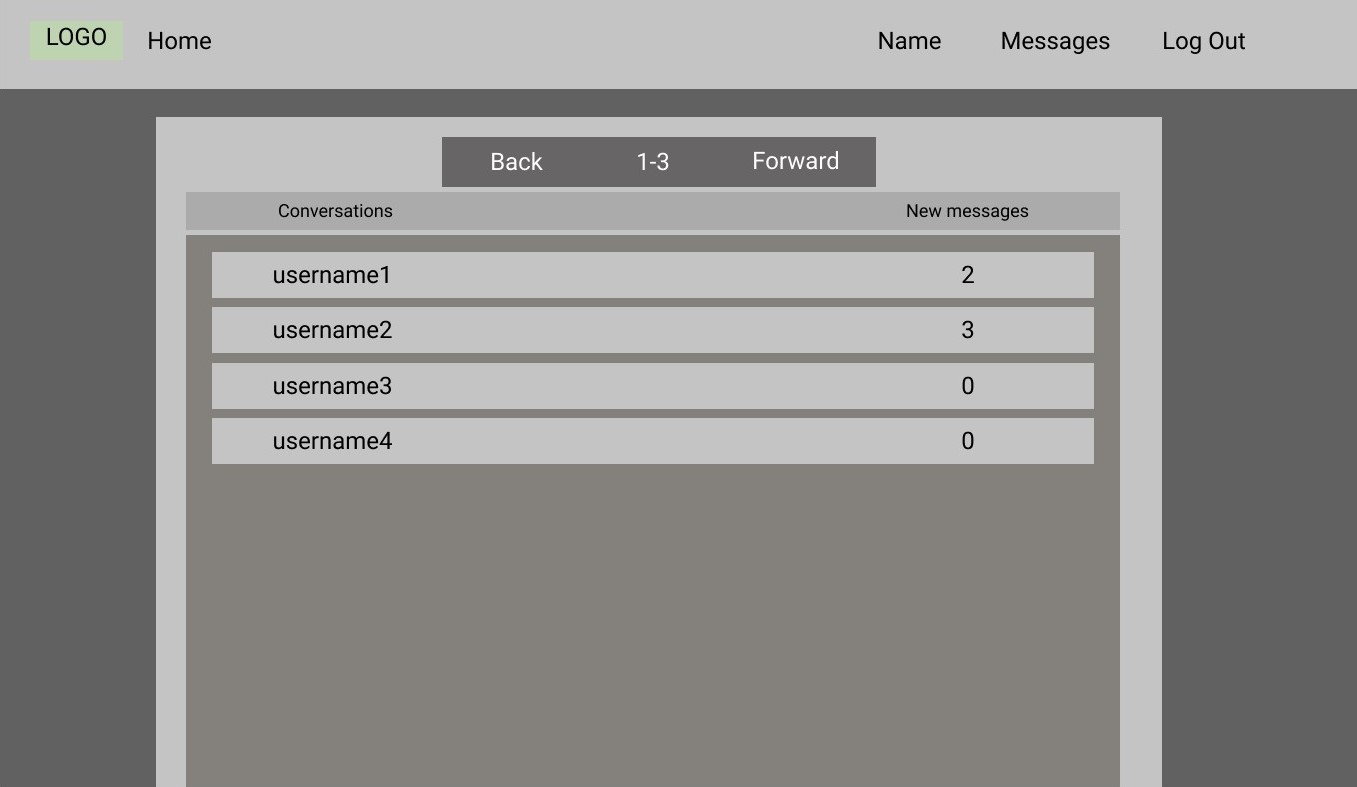 LOGO Home Name Messages Log Out
Back 1-3 Forward
Conversations New messages
username1 2
username2 3
username3 0
username4 0